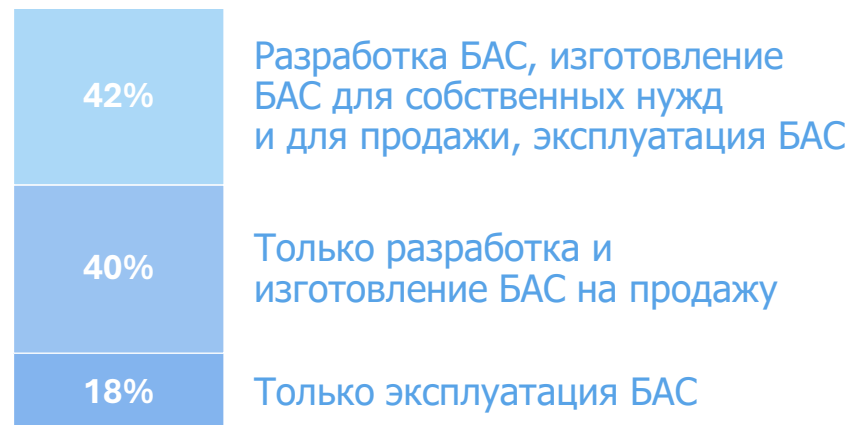 42%
Разработка БАС, изготовление
БАС для собственных нужд
и для продажи, эксплуатация БАС
40%
Только разработка и
изготовление БАС на продажу
18%
Только эксплуатация БАС